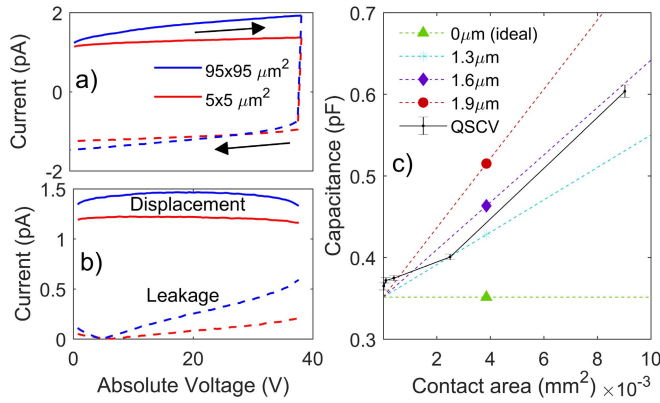 2
1
0
-1
-2
Current (pA)
a)
95x95 μm²
5x5 μm²
1.5
1
0.5
0
Current (pA)
b)
Displacement
Leakage
0
20
40
Absolute Voltage (V)
0.7
0.6
0.5
0.4
0.3
Capacitance (pF)
0μm (ideal)
1.3μm
1.6μm
1.9μm
QSCV
c)
2
4
6
8
10
Contact area (mm²) ×10⁻³